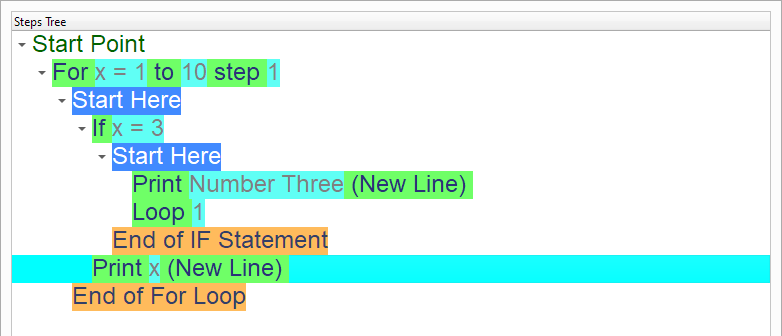 Steps Tree
Start Point
For x = 1 to 10 step 1
Start Here
If x = 3
Start Here
Print Number Three (New Line)
Loop 1
End of IF Statement
Print x (New Line)
End of For Loop